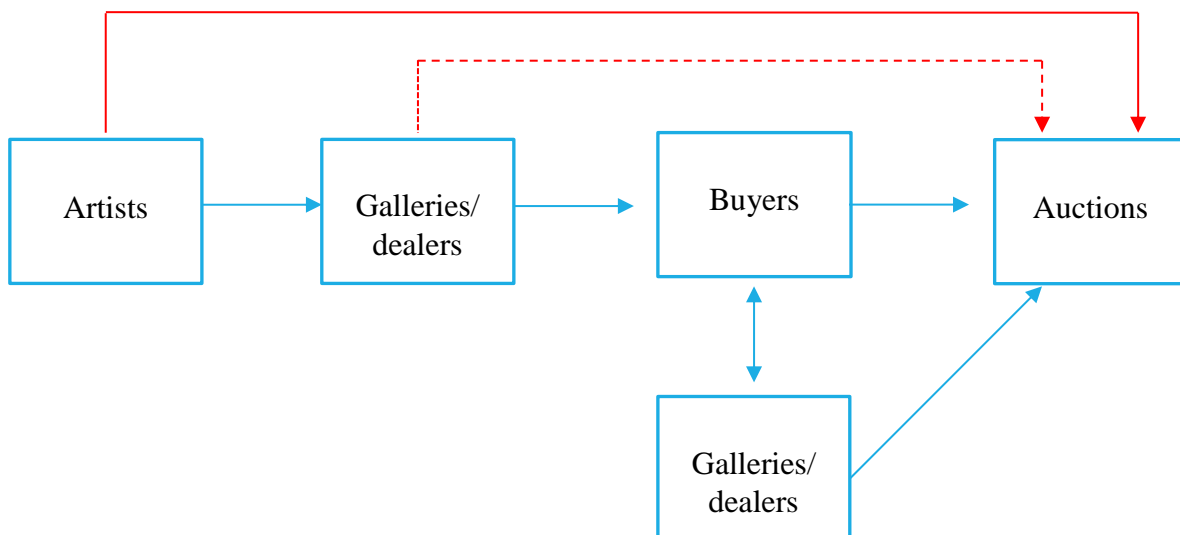 Artists
Galleries/
dealers
Buyers
Auctions
Galleries/
dealers